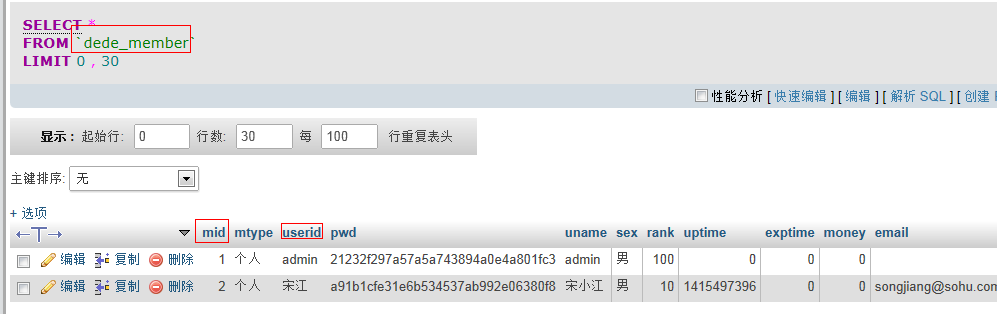 SELECT *
FROM `dede_member`
LIMIT 0 , 30
性能分析 [ 快速编辑 ] [ 编辑 ] [ 解析 SQL ] [ 创建
显示 : 起始行: 0 行数: 30 每 100 行重复表头
主键排序: 无
+ 选项
←T→ mid mtype userid pwd uname sex rank uptime exptime money email
编辑 复制 删除 1 个人 admin 21232f297a57a5a743894a0e4a801fc3 admin 男 100 0 0 0
编辑 复制 删除 2 个人 宋江 a91b1cfe31e6b534537ab992e06380f8 宋小江 男 10 1415497396 0 0 songjiang@sohu.com